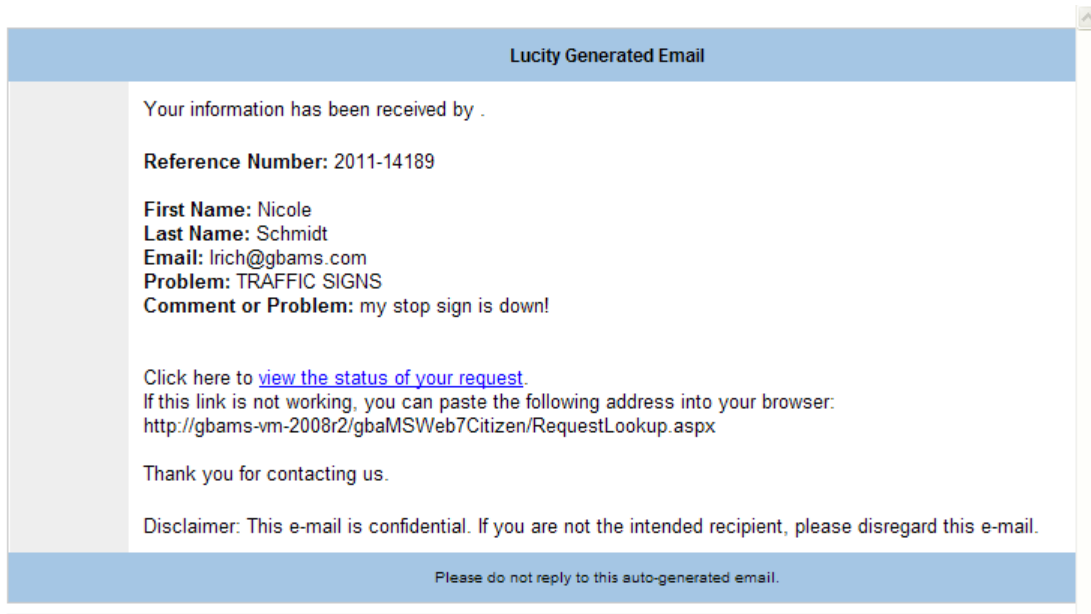 Lucity Generated Email
Your information has been received by .
Reference Number: 2011-14189
First Name: Nicole
Last Name: Schmidt
Email: lrich@gbams.com
Problem: TRAFFIC SIGNS
Comment or Problem: my stop sign is down!
Click here to view the status of your request.
If this link is not working, you can paste the following address into your browser:
http://gbams-vm-2008r2/gbaMSWeb7Citizen/RequestLookup.aspx
Thank you for contacting us.
Disclaimer: This e-mail is confidential. If you are not the intended recipient, please disregard this e-mail.
Please do not reply to this auto-generated email.